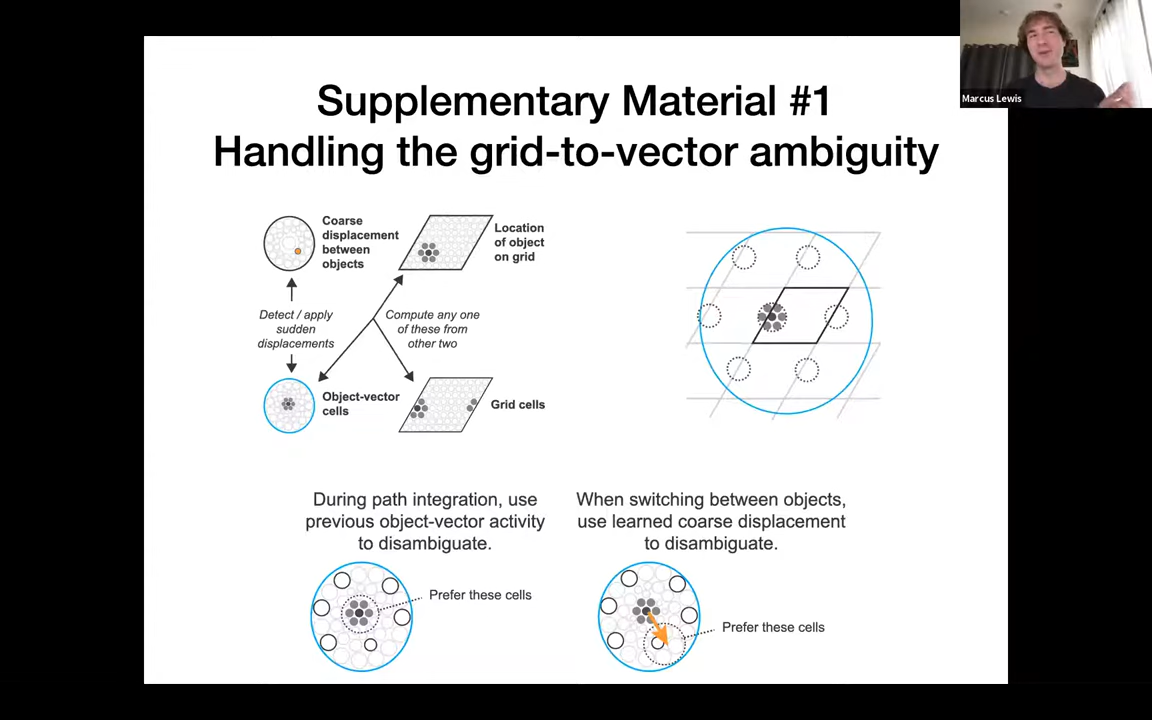 Marcus Lewis
Supplementary Material #1
Handling the grid-to-vector ambiguity
Coarse
displacement
between
objects
Location
of object
on grid
Detect / apply
sudden
displacements
Compute any one
of these from
other two
Object-vector
cells
Grid cells
During path integration, use
previous object-vector activity
to disambiguate.
Prefer these cells
When switching between objects,
use learned coarse displacement
to disambiguate.
Prefer these cells